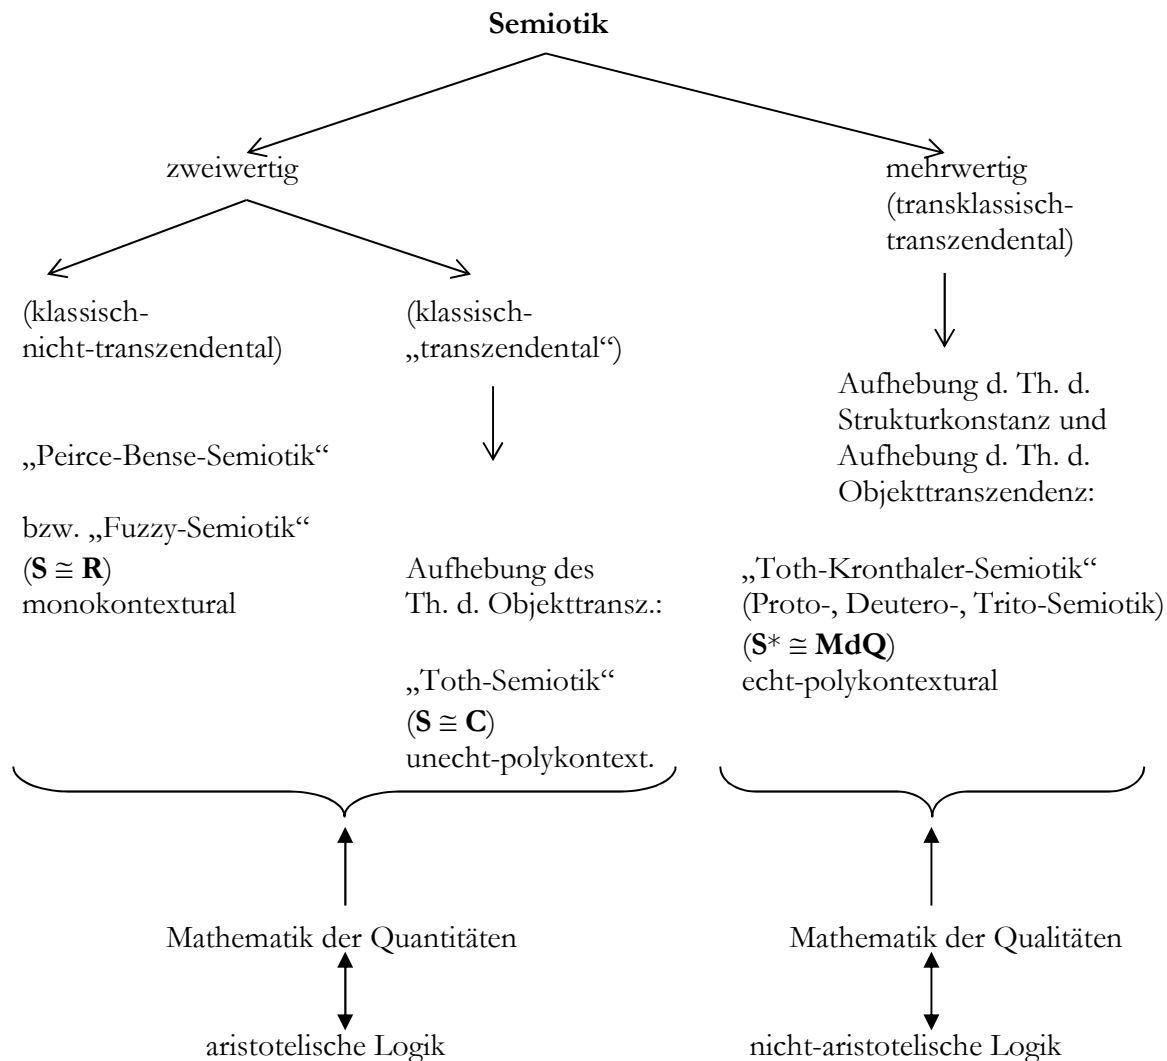 Semiotik
zweiwertig
mehrwertig
(transklassisch-
transzendental)
(klassisch-
nicht-transzendental)
(klassisch-
„transzendental“)
Aufhebung d. Th. d.
Strukturkonstanz und
Aufhebung d. Th. d.
Objekttranszendenz:
„Peirce-Bense-Semiotik“
bzw. „Fuzzy-Semiotik“
(S ≅ R)
monokontextural
Aufhebung des
Th. d. Objekttransz.:
„Toth-Semiotik“
(S ≅ C)
unecht-polykontext.
„Toth-Kronthaler-Semiotik“
(Proto-, Deutero-, Trito-Semiotik)
(S* ≅ MdQ)
echt-polykontextural
Mathematik der Quantitäten
Mathematik der Qualitäten
aristotelische Logik
nicht-aristotelische Logik